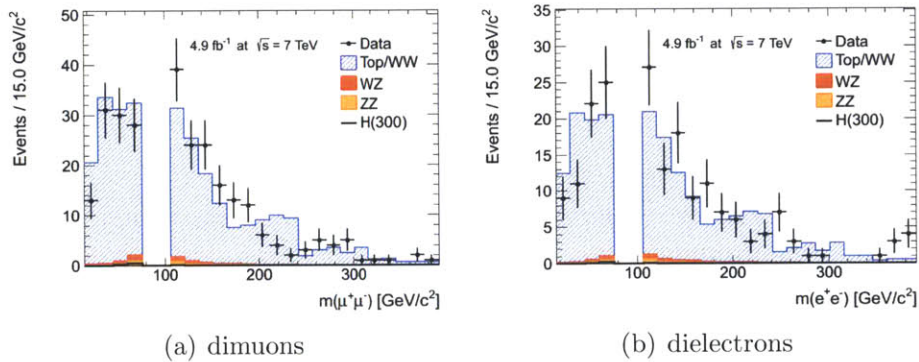 Events / 15.0 GeV/c²
50
40
30
20
10
0
100
200
300
m(μ⁺μ⁻) [GeV/c²]
4.9 fb⁻¹ at √s = 7 TeV
Data
Top/WW
WZ
ZZ
H(300)
(a) dimuons
Events / 15.0 GeV/c²
35
30
25
20
15
10
5
0
100
200
300
m(e⁺e⁻) [GeV/c²]
4.9 fb⁻¹ at √s = 7 TeV
Data
Top/WW
WZ
ZZ
H(300)
(b) dielectrons